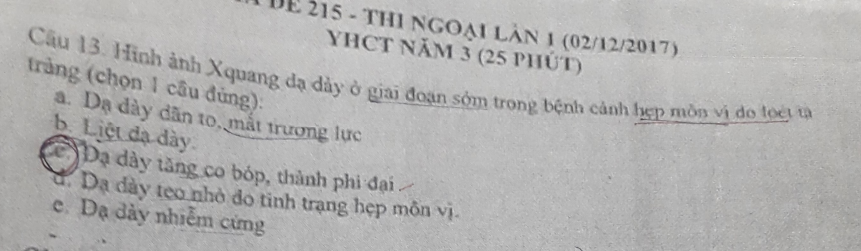 ĐỀ 215 - THI NGOẠI LẦN 1 (02/12/2017)
YHCT NĂM 3 (25 PHÚT)
Câu 13. Hình ảnh Xquang dạ dày ở giai đoạn sớm trong bệnh cảnh hẹp môn vị do loét tá
tràng (chọn 1 câu đúng):
a. Dạ dày dãn to, mất trương lực
b. Liệt dạ dày.
c. Dạ dày tăng co bóp, thành phì đại
d. Dạ dày teo nhỏ do tình trạng hẹp môn vị.
e. Dạ dày nhiễm cứng